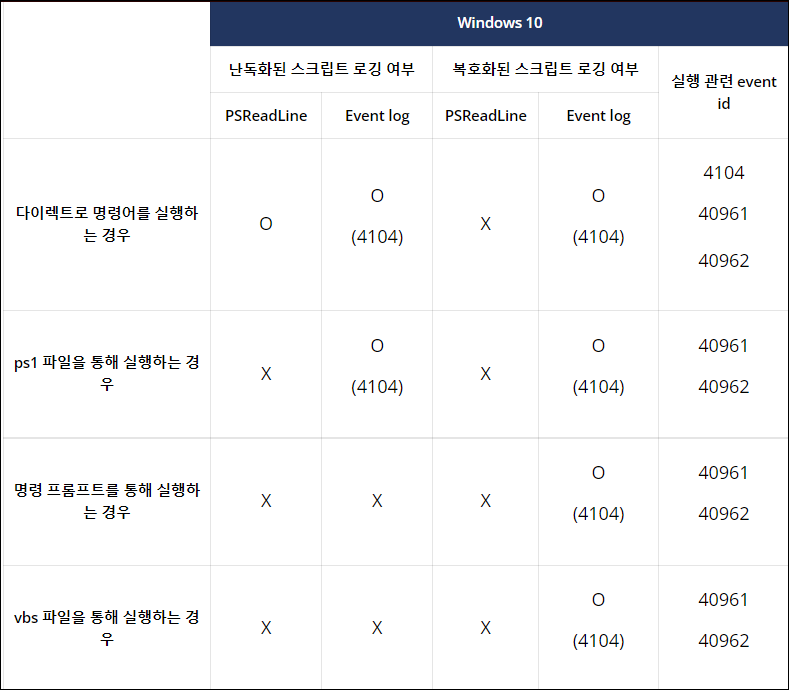 Windows 10
난독화된 스크립트 로깅 여부
복호화된 스크립트 로깅 여부
실행 관련 event
id
PSReadLine
Event log
PSReadLine
Event log
다이렉트로 명령어를 실행하
는 경우
O
O
(4104)
X
O
(4104)
4104
40961
40962
ps1 파일을 통해 실행하는 경
우
X
O
(4104)
X
O
(4104)
40961
40962
명령 프롬프트를 통해 실행하
는 경우
X
X
X
O
(4104)
40961
40962
vbs 파일을 통해 실행하는 경
우
X
X
X
O
(4104)
40961
40962